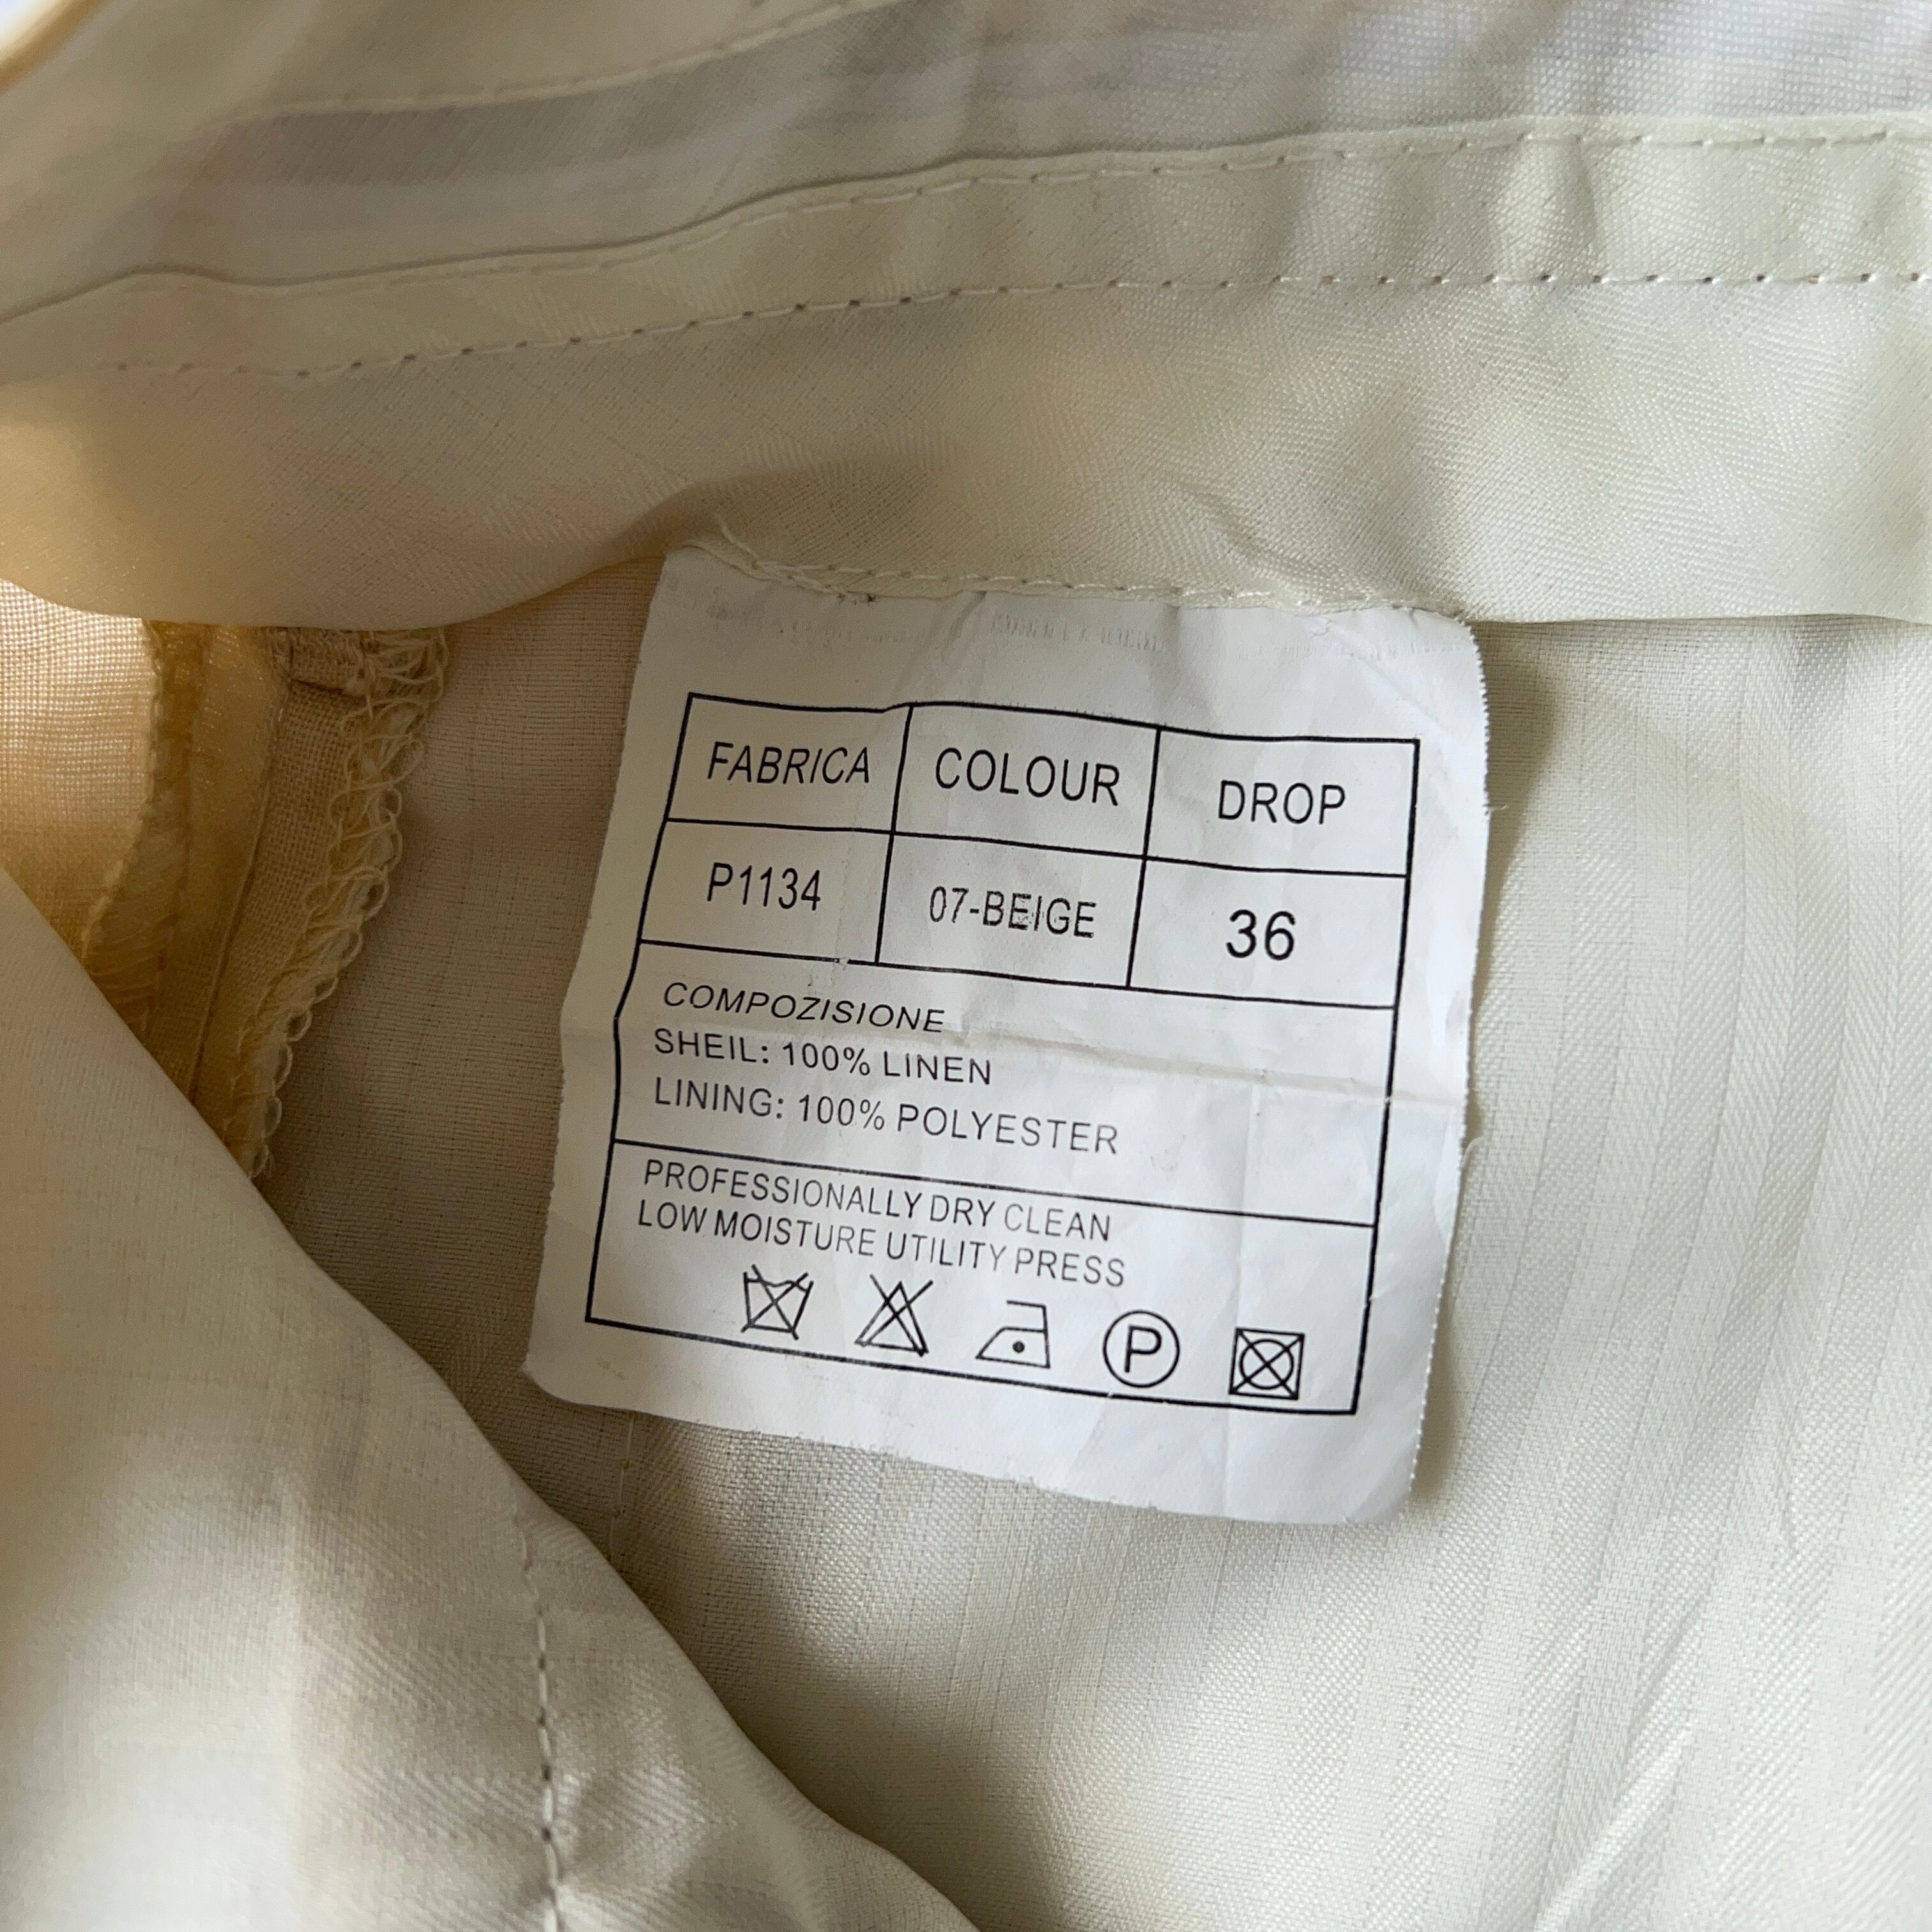 FABRICA COLOUR DROP
P1134 07-BEIGE 36
COMPOZISIONE
SHEIL: 100% LINEN
LINING: 100% POLYESTER
PROFESSIONALLY DRY CLEAN
LOW MOISTURE UTILITY PRESS
P